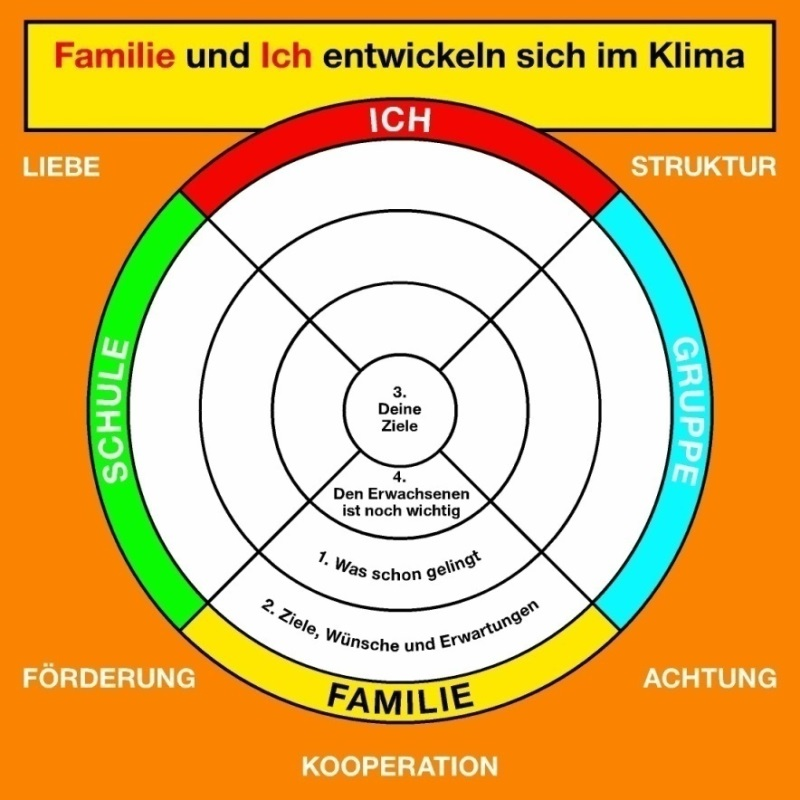 Familie und Ich entwickeln sich im Klima
ICH
LIEBE
STRUKTUR
SCHULE
GRUPPE
3.
Deine
Ziele
4.
Den Erwachsenen
ist noch wichtig
1. Was schon gelingt
2. Ziele, Wünsche und Erwartungen
FAMILIE
FÖRDERUNG
ACHTUNG
KOOPERATION